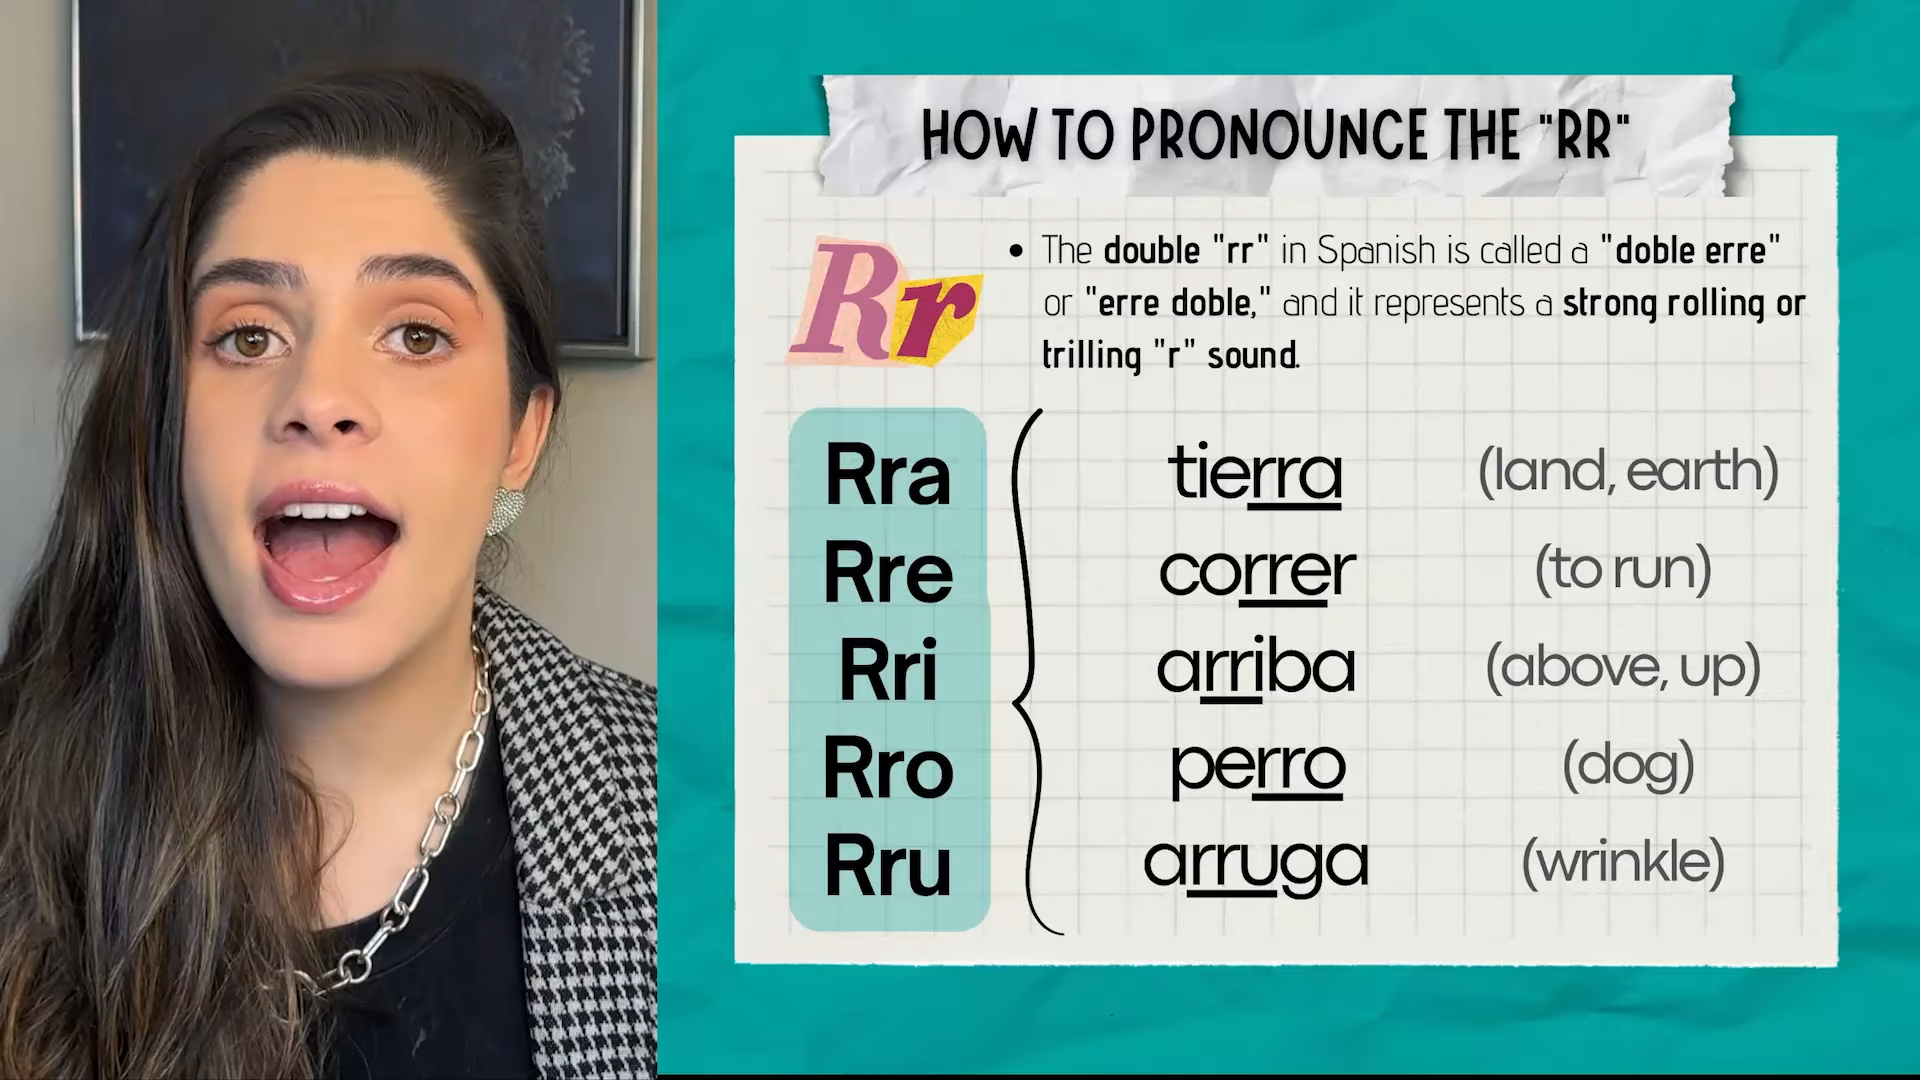 HOW TO PRONOUNCE THE "RR"
Rr
• The double "rr" in Spanish is called a "doble erre"
or "erre doble," and it represents a strong rolling or
trilling "r" sound.
Rra tierra (land, earth)
Rre correr (to run)
Rri arriba (above, up)
Rro perro (dog)
Rru arruga (wrinkle)